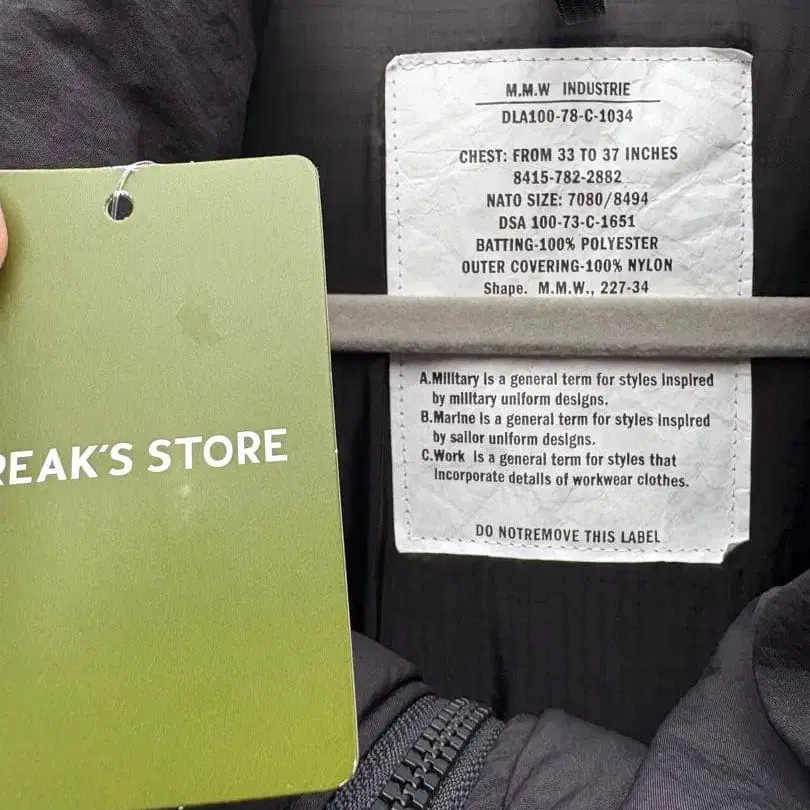 REAK'S STORE
M.M.W INDUSTRIE
DLA100-78-C-1034
CHEST: FROM 33 TO 37 INCHES
8415-782-2882
NATO SIZE: 7080/8494
DSA 100-73-C-1651
BATTING-100% POLYESTER
OUTER COVERING-100% NYLON
Shape. M.M.W., 227-34
A.Military is a general term for styles inspired
by military uniform designs.
B.Marine is a general term for styles inspired
by sailor uniform designs.
C.Work is a general term for styles that
incorporate details of workwear clothes.
DO NOTREMOVE THIS LABEL